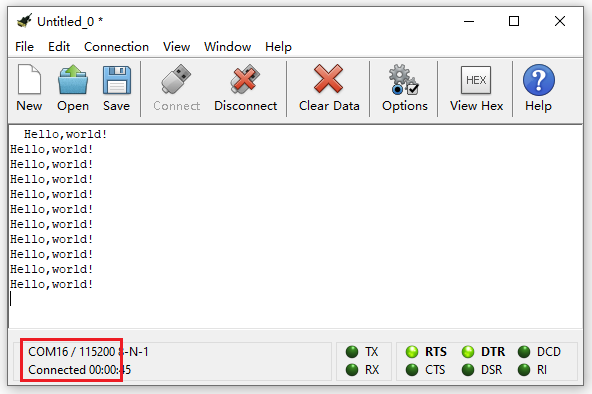 Untitled_0 *
File Edit Connection View Window Help
New Open Save Connect Disconnect Clear Data Options HEX View Hex ? Help
Hello,world!
Hello,world!
Hello,world!
Hello,world!
Hello,world!
Hello,world!
Hello,world!
Hello,world!
Hello,world!
Hello,world!
Hello,world!
COM16 / 115200 8-N-1
Connected 00:00:45
TX RTS DTR DCD
RX CTS DSR RI